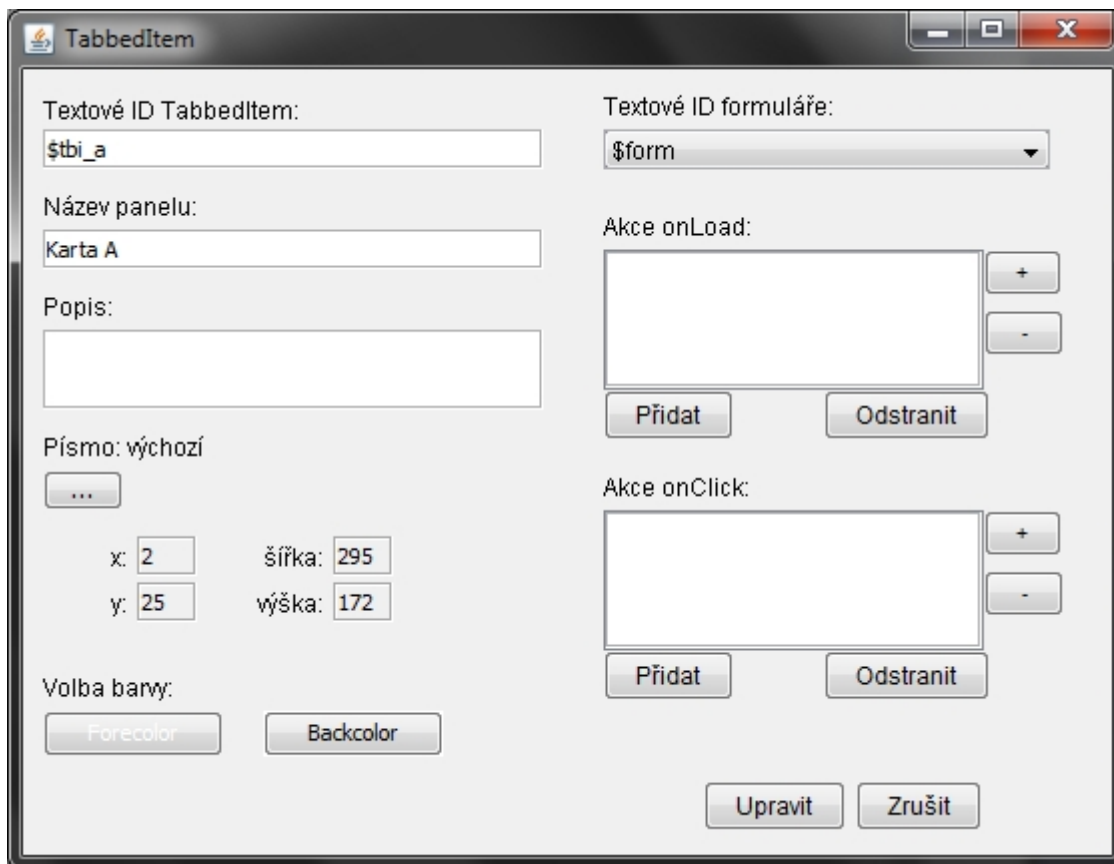 TabbedItem
Textové ID TabbedItem:
$tbi_a
Název panelu:
Karta A
Popis:
Písmo: výchozí
...
x: 2 šířka: 295
y: 25 výška: 172
Volba barvy:
Forecolor Backcolor
Textové ID formuláře:
$form
Akce onLoad:
+
-
Přidat Odstranit
Akce onClick:
+
-
Přidat Odstranit
Upravit Zrušit